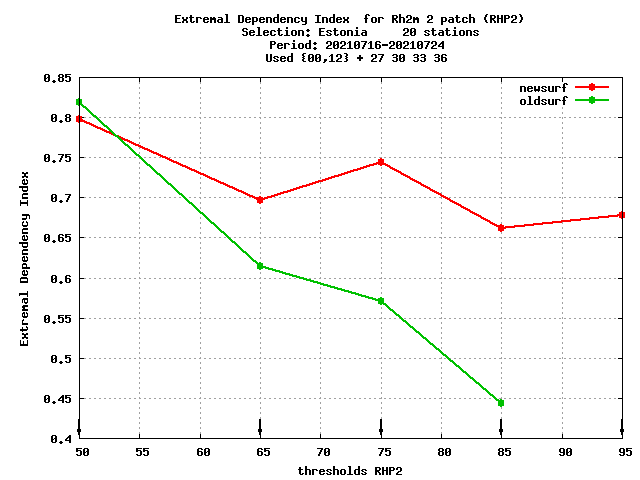 Extremal Dependency Index  for Rh2m 2 patch (RHP2)
Selection: Estonia     20 stations
Period: 20210716-20210724
Used {00,12} + 27 30 33 36
newsurf
oldsurf
0.85
0.8
0.75
0.7
0.65
0.6
0.55
0.5
0.45
0.4
Extremal Dependency Index
50 55 60 65 70 75 80 85 90 95
thresholds RHP2